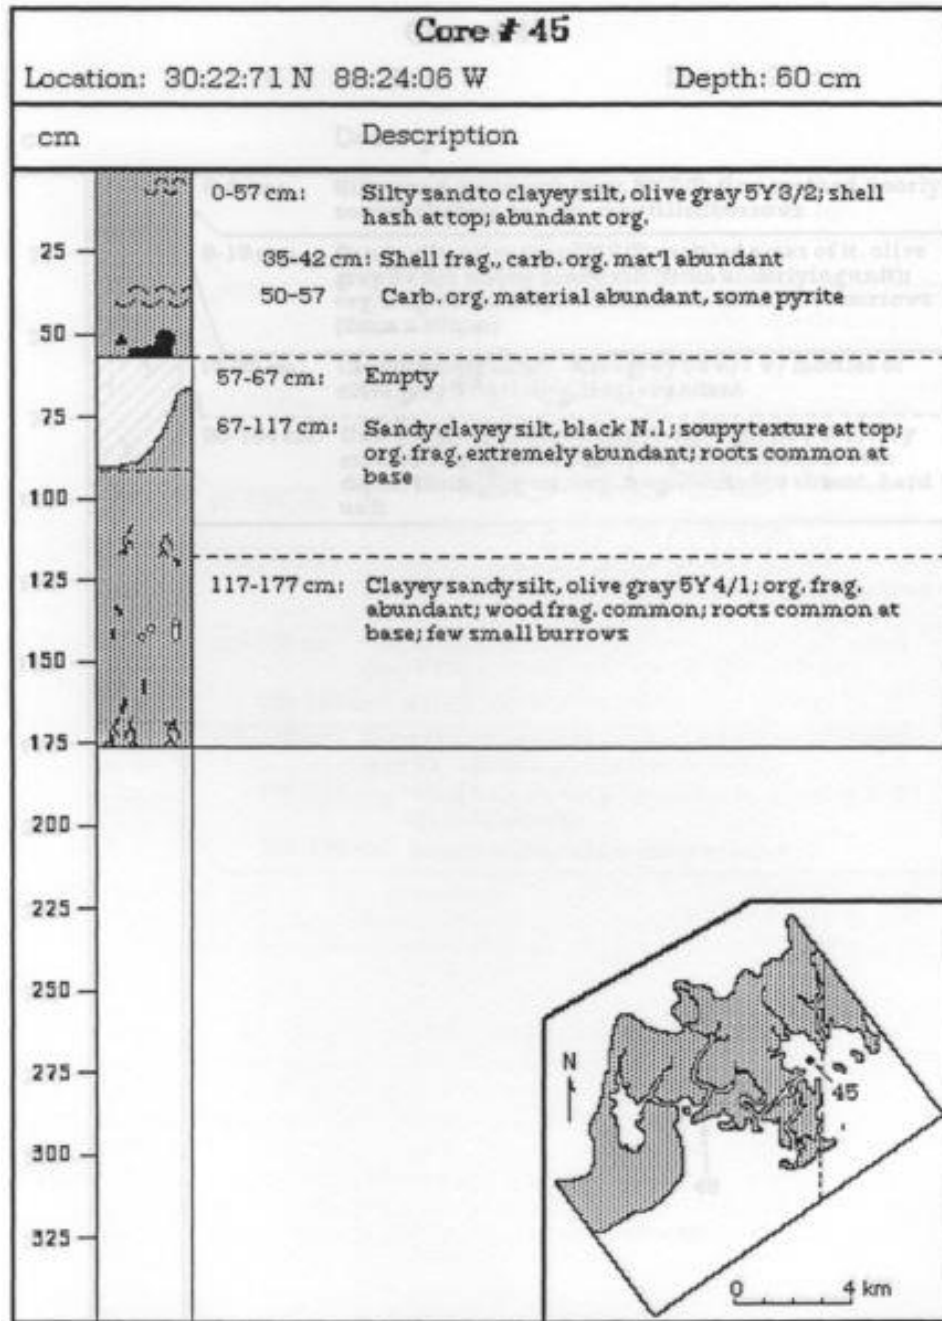 Core # 45
Location: 30:22:71 N 88:24:06 W Depth: 60 cm
cm Description
0-57 cm: Silty sand to clayey silt, olive gray 5Y 3/2; shell
hash at top; abundant org.
25
35-42 cm: Shell frag., carb. org. mat'l abundant
50-57 Carb. org. material abundant, some pyrite
50
57-67 cm: Empty
75
67-117 cm: Sandy clayey silt, black N.1; soupy texture at top;
org. frag. extremely abundant; roots common at
base
100
125
117-177 cm: Clayey sandy silt, olive gray 5Y 4/1; org. frag.
abundant; wood frag. common; roots common at
base; few small burrows
150
175
200
225
250
275
300
325
N
45
0 4 km